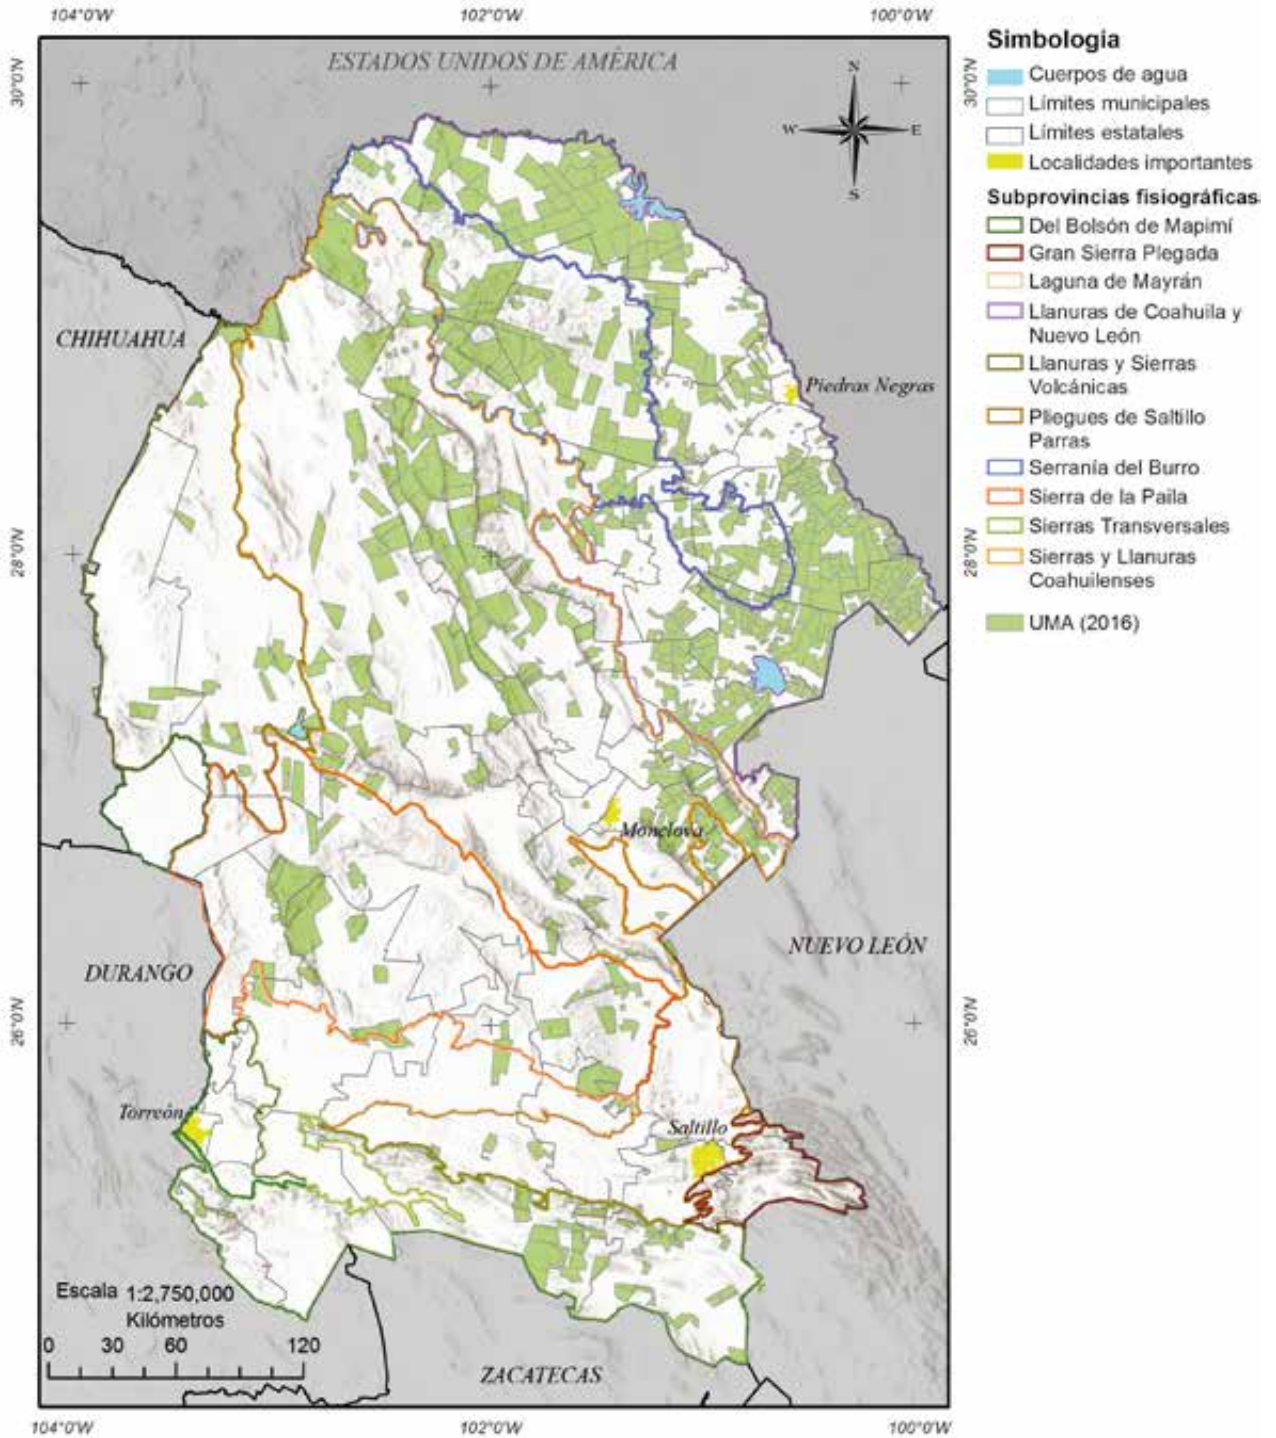 104°0'W 102°0'W 100°0'W
30°0'N 30°0'N
ESTADOS UNIDOS DE AMÉRICA
N
W E
S
CHIHUAHUA
Piedras Negras
28°0'N 28°0'N
Monclova
NUEVO LEÓN
DURANGO
26°0'N 26°0'N
Torreón
Saltillo
Escala 1:2,750,000
Kilómetros
0 30 60 120
ZACATECAS
104°0'W 102°0'W 100°0'W
Simbología
Cuerpos de agua
Límites municipales
Límites estatales
Localidades importantes
Subprovincias fisiográficas
Del Bolsón de Mapimí
Gran Sierra Plegada
Laguna de Mayrán
Llanuras de Coahuila y
Nuevo León
Llanuras y Sierras
Volcánicas
Pliegues de Saltillo
Parras
Serranía del Burro
Sierra de la Paila
Sierras Transversales
Sierras y Llanuras
Coahuilenses
UMA (2016)